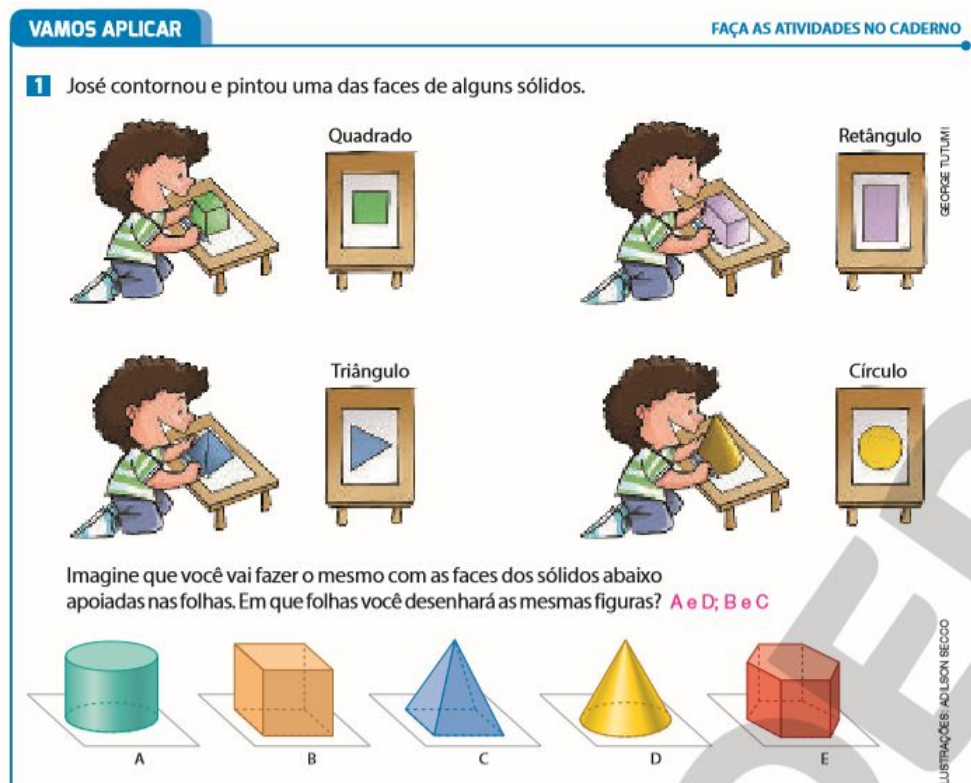 VAMOS APLICAR
FAÇA AS ATIVIDADES NO CADERNO
1 José contornou e pintou uma das faces de alguns sólidos.
Quadrado
Retângulo
GEORGE TUTUMI
Triângulo
Círculo
Imagine que você vai fazer o mesmo com as faces dos sólidos abaixo
apoiadas nas folhas. Em que folhas você desenhará as mesmas figuras? A e D; B e C
A
B
C
D
E
ILUSTRAÇÕES: ADILSON SECCO